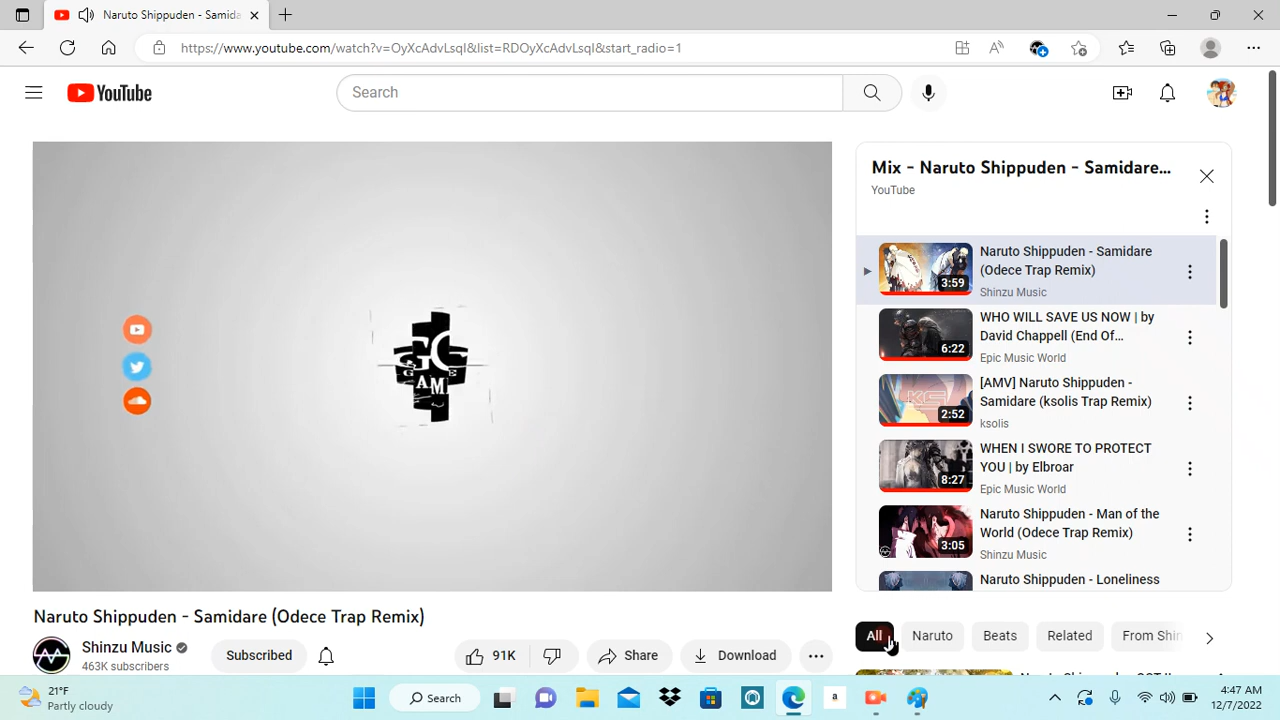 Naruto Shippuden - Samida
https://www.youtube.com/watch?v=OyXcAdvLsqI&list=RDOyXcAdvLsqI&start_radio=1
YouTube
Search
Mix - Naruto Shippuden - Samidare...
YouTube
Naruto Shippuden - Samidare
(Odece Trap Remix)
3:59
Shinzu Music
WHO WILL SAVE US NOW | by
David Chappell (End Of...
6:22
Epic Music World
[AMV] Naruto Shippuden -
Samidare (ksolis Trap Remix)
2:52
ksolis
WHEN I SWORE TO PROTECT
YOU | by Elbroar
8:27
Epic Music World
Naruto Shippuden - Man of the
World (Odece Trap Remix)
3:05
Shinzu Music
Naruto Shippuden - Loneliness
GC
GAME
Naruto Shippuden - Samidare (Odece Trap Remix)
Shinzu Music
463K subscribers
Subscribed
91K
Share
Download
All
Naruto
Beats
Related
From Shin
21°F
Partly cloudy
Search
a
4:47 AM
12/7/2022